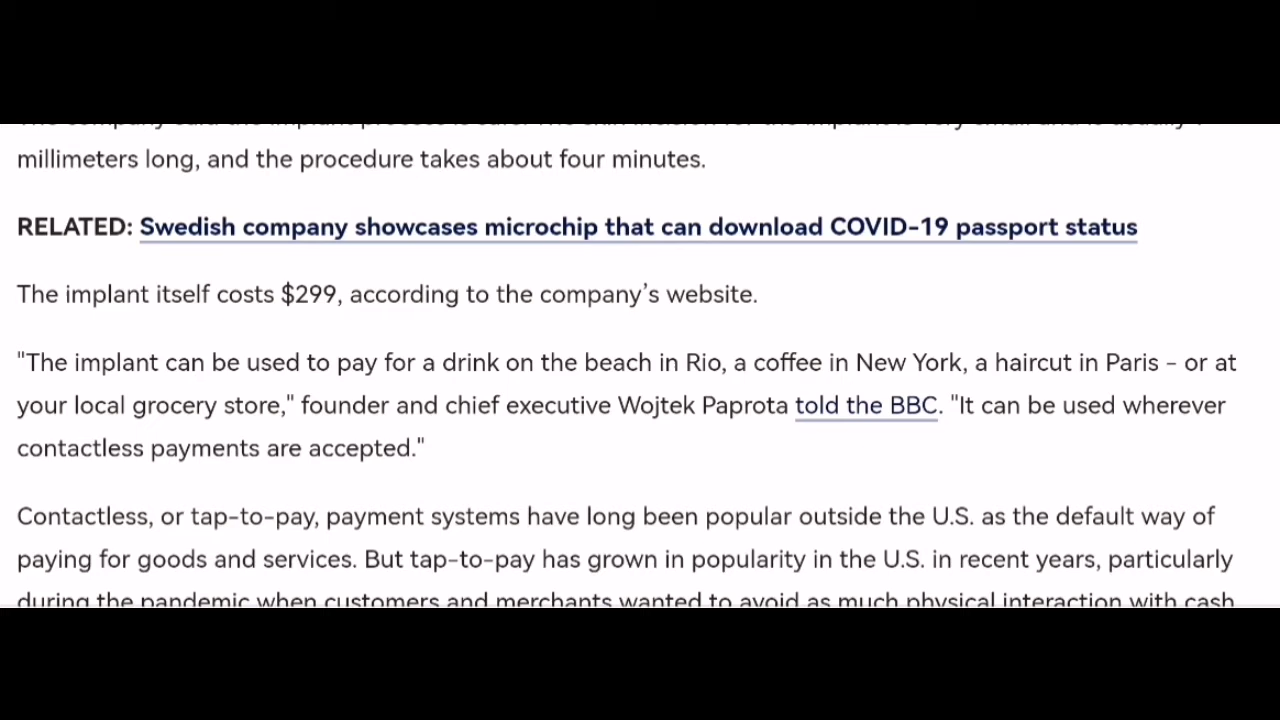 millimeters long, and the procedure takes about four minutes.
RELATED: Swedish company showcases microchip that can download COVID-19 passport status
The implant itself costs $299, according to the company’s website.
"The implant can be used to pay for a drink on the beach in Rio, a coffee in New York, a haircut in Paris – or at
your local grocery store," founder and chief executive Wojtek Paprota told the BBC. "It can be used wherever
contactless payments are accepted."
Contactless, or tap-to-pay, payment systems have long been popular outside the U.S. as the default way of
paying for goods and services. But tap-to-pay has grown in popularity in the U.S. in recent years, particularly
during the pandemic when customers and merchants wanted to avoid as much physical interaction with cash